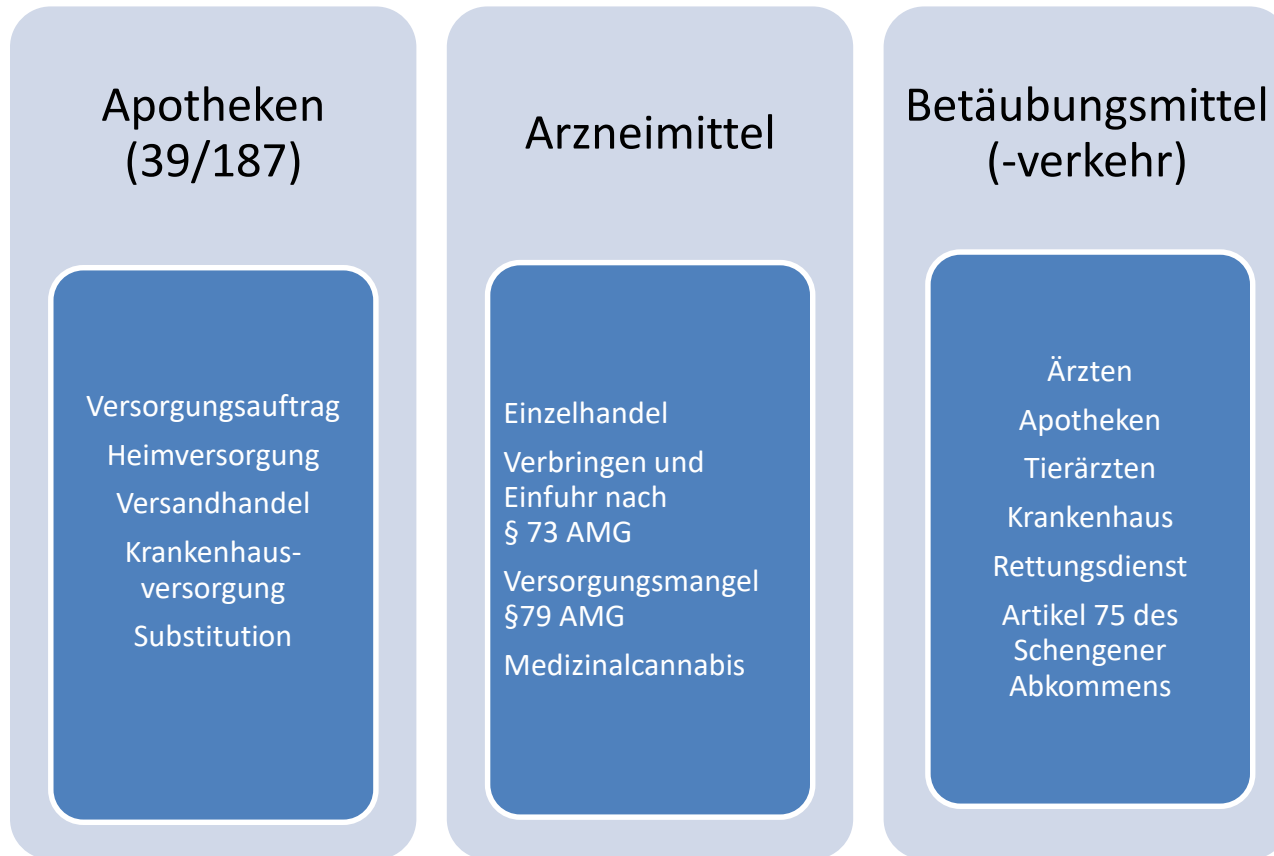 Apotheken
(39/187)
Versorgungsauftrag
Heimversorgung
Versandhandel
Krankenhaus-
versorgung
Substitution
Arzneimittel
Einzelhandel
Verbringen und
Einfuhr nach
§ 73 AMG
Versorgungsmangel
§79 AMG
Medizinalcannabis
Betäubungsmittel
(-verkehr)
Ärzten
Apotheken
Tierärzten
Krankenhaus
Rettungsdienst
Artikel 75 des
Schengener
Abkommens